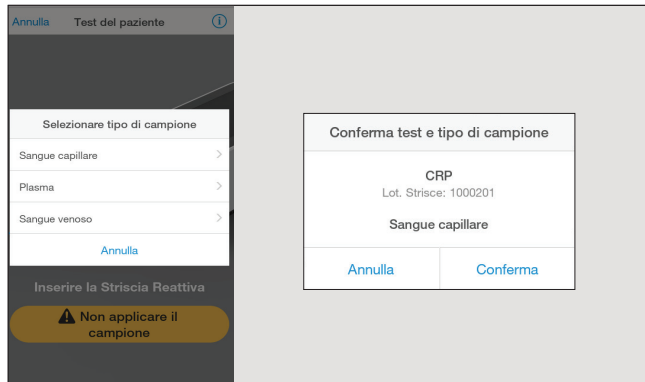 Annulla Test del paziente
Selezionare tipo di campione
Sangue capillare
Plasma
Sangue venoso
Annulla
Inserire la Striscia Reattiva
Non applicare il
campione
Conferma test e tipo di campione
CRP
Lot. Strisce: 1000201
Sangue capillare
Annulla Conferma